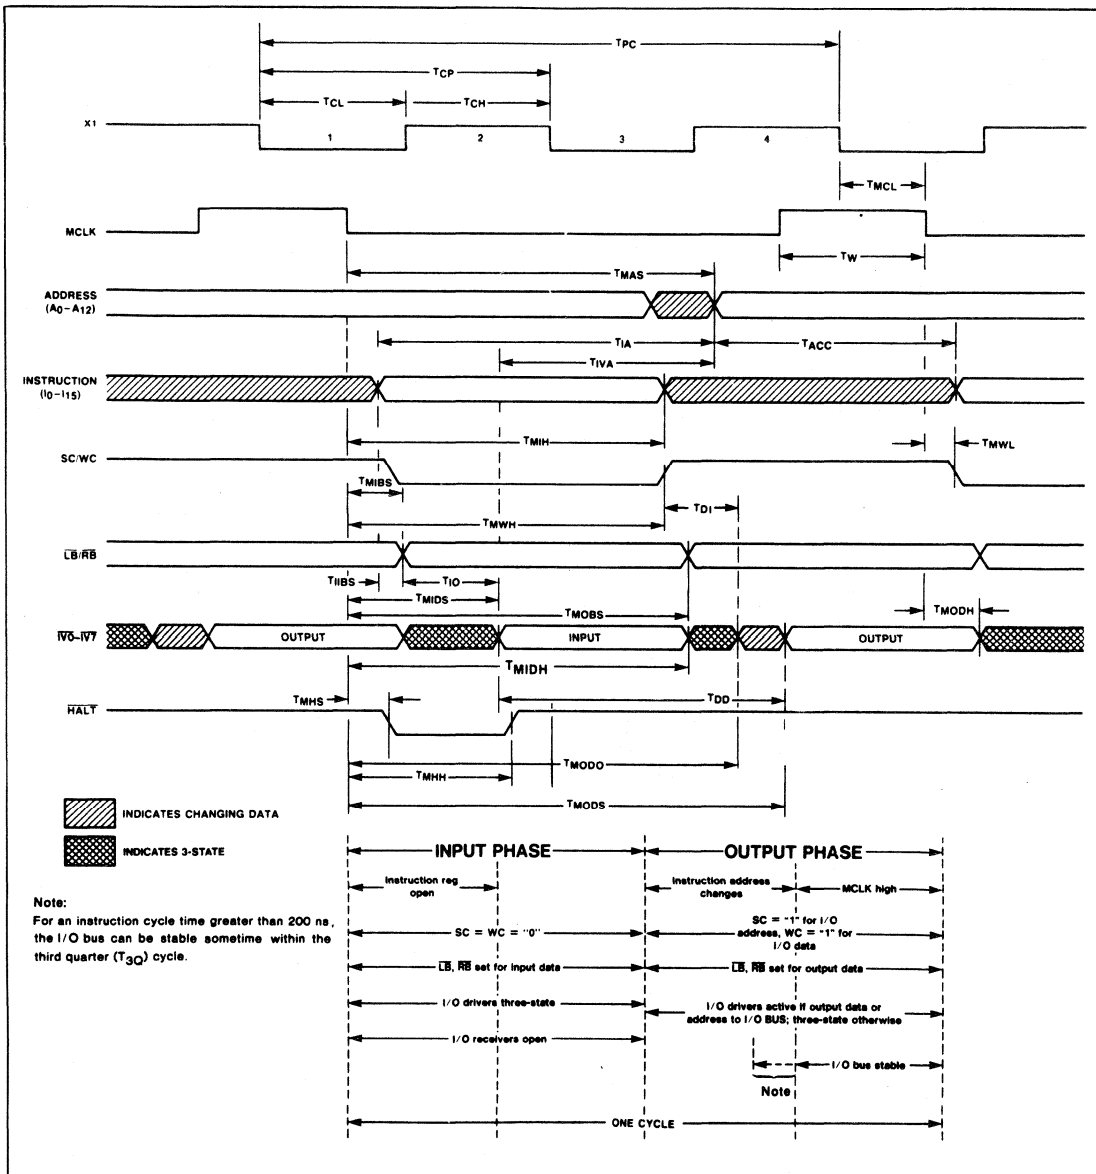 TPC
TCP
TCL TCH
X1
1 2 3 4
TMCL
MCLK
TW
TMAS
ADDRESS
(A0–A12)
TIA TACC
TIVA
INSTRUCTION
(I0–I15)
TMIH
TMWL
SC/WC
TMIBS
TDI
TMWH
LB/RB
TIIBS TIO
TMIDS
TMODH
TMOBS
IV0–IV7 OUTPUT INPUT OUTPUT
TMIDH
TMHS
TDD
HALT
TMODO
TMHH
TMODS
INDICATES CHANGING DATA
INDICATES 3-STATE
Note:
For an instruction cycle time greater than 200 ns,
the I/O bus can be stable sometime within the
third quarter (T3Q) cycle.
INPUT PHASE OUTPUT PHASE
Instruction reg
open
Instruction address
changes
MCLK high
SC = WC = "0"
SC = "1" for I/O
address, WC = "1" for
I/O data
LB, RB set for input data
LB, RB set for output data
I/O drivers three-state
I/O drivers active if output data or
address to I/O BUS; three-state otherwise
I/O receivers open
I/O bus stable
Note
ONE CYCLE